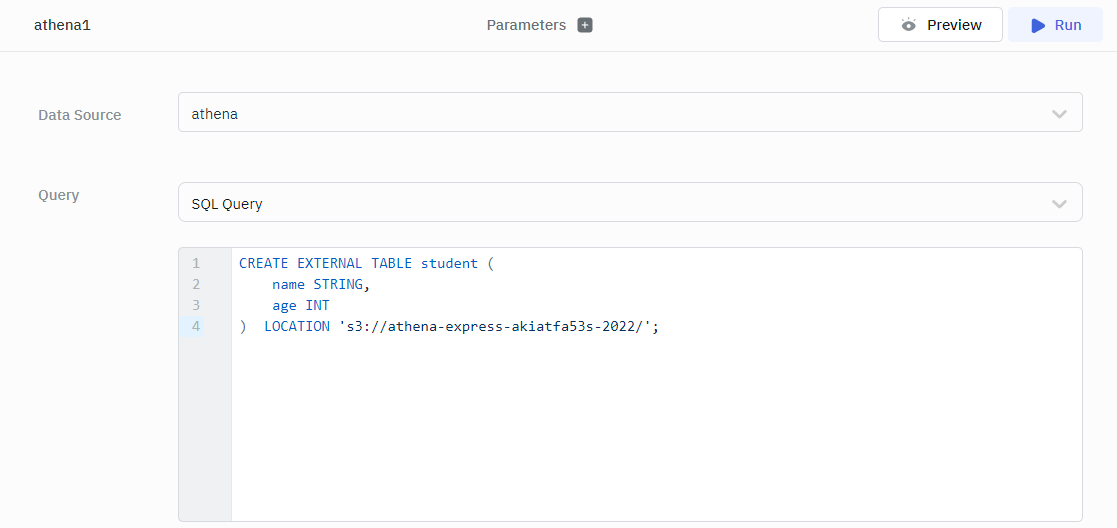 athena1
Parameters +
Preview
Run
Data Source
athena
Query
SQL Query
1 CREATE EXTERNAL TABLE student (
2     name STRING,
3     age INT
4 )  LOCATION 's3://athena-express-akiatfa53s-2022/';